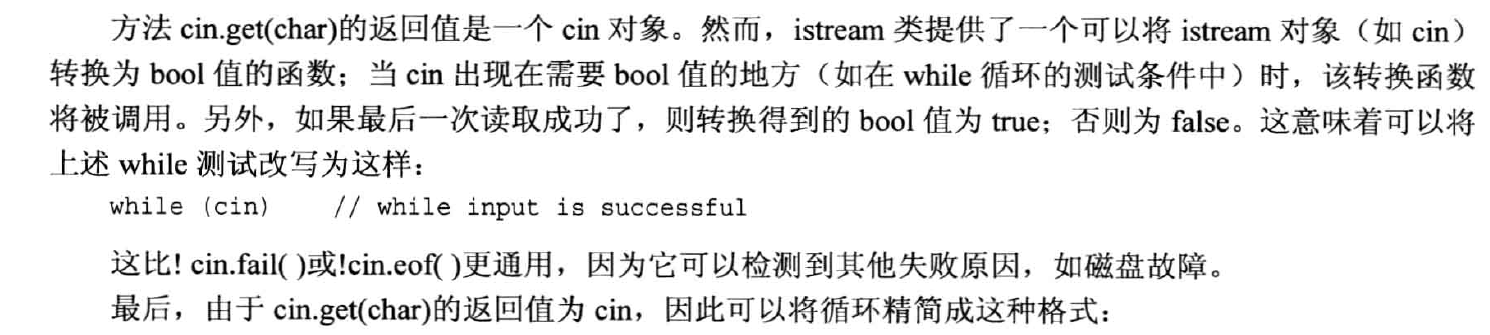 方法 cin.get(char)的返回值是一个 cin 对象。然而，istream 类提供了一个可以将 istream 对象（如 cin）
转换为 bool 值的函数；当 cin 出现在需要 bool 值的地方（如在 while 循环的测试条件中）时，该转换函数
将被调用。另外，如果最后一次读取成功了，则转换得到的 bool 值为 true；否则为 false。这意味着可以将
上述 while 测试改写为这样：
while (cin)    // while input is successful
这比! cin.fail( )或!cin.eof( )更通用，因为它可以检测到其他失败原因，如磁盘故障。
最后，由于 cin.get(char)的返回值为 cin，因此可以将循环精简成这种格式：